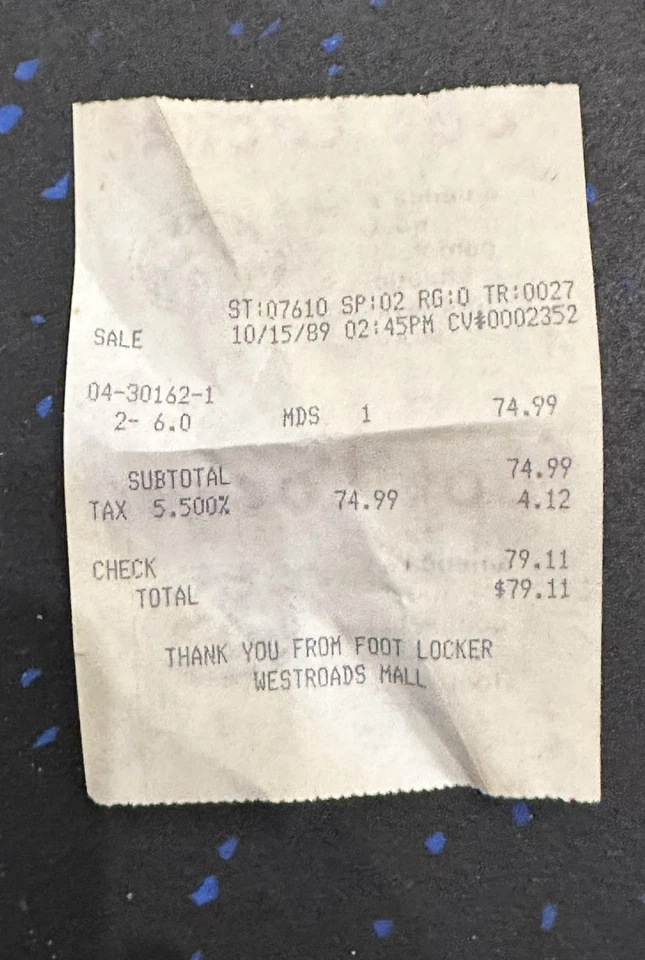 ST:07610 SP:02 RG:0 TR:0027
SALE 10/15/89 02:45PM CV#0002352
04-30162-1
2- 6.0 MDS 1 74.99
SUBTOTAL 74.99
TAX 5.500% 74.99 4.12
CHECK 79.11
TOTAL $79.11
THANK YOU FROM FOOT LOCKER
WESTROADS MALL